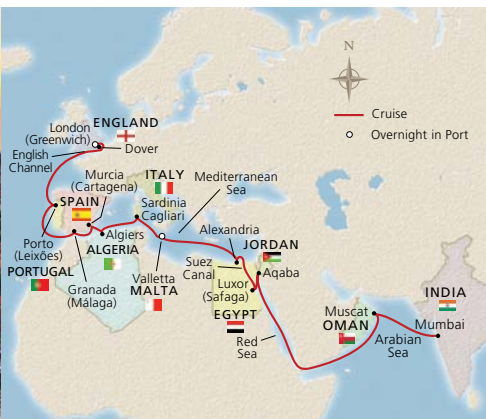 N
Cruise
Overnight in Port
London
(Greenwich)
ENGLAND
English
Channel
Dover
Murcia
(Cartagena)
ITALY
Mediterranean
Sea
SPAIN
Sardinia
Cagliari
Alexandria
Algiers
JORDAN
Porto
(Leixões)
ALGERIA
Suez
Canal
Aqaba
PORTUGAL
Granada
(Málaga)
Valletta
MALTA
Luxor
(Safaga)
INDIA
EGYPT
Muscat
OMAN
Mumbai
Red
Sea
Arabian
Sea